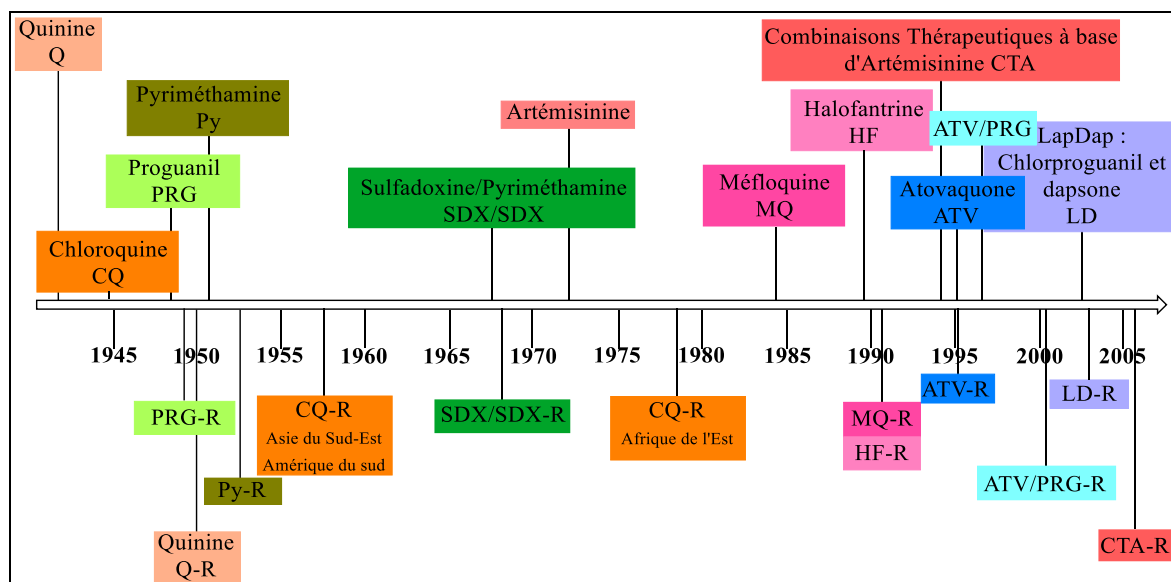 Quinine
Q
Combinaisons Thérapeutiques à base
d'Artémisinine CTA
Pyriméthamine
Py
Artémisinine
Halofantrine
HF
ATV/PRG
LapDap :
Chlorproguanil et
dapsone
LD
Proguanil
PRG
Sulfadoxine/Pyriméthamine
SDX/SDX
Méfloquine
MQ
Atovaquone
ATV
Chloroquine
CQ
1945
1950
1955
1960
1965
1970
1975
1980
1985
1990
1995
2000
2005
PRG-R
CQ-R
Asie du Sud-Est
Amérique du sud
SDX/SDX-R
CQ-R
Afrique de l'Est
MQ-R
HF-R
ATV-R
LD-R
Py-R
ATV/PRG-R
Quinine
Q-R
CTA-R